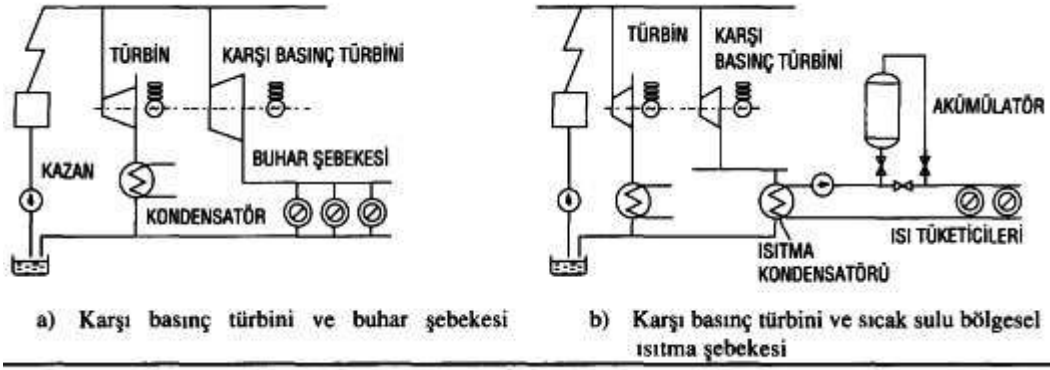 TÜRBİN
KARŞI BASINÇ TÜRBİNİ
KAZAN
BUHAR ŞEBEKESİ
KONDENSATÖR
a) Karşı basınç türbini ve buhar şebekesi
TÜRBİN
KARŞI
BASINÇ TÜRBİNİ
AKÜMÜLATÖR
ISI TÜKETİCİLERİ
ISITMA
KONDENSATÖRÜ
b) Karşı basınç türbini ve sıcak sulu bölgesel
ısıtma şebekesi